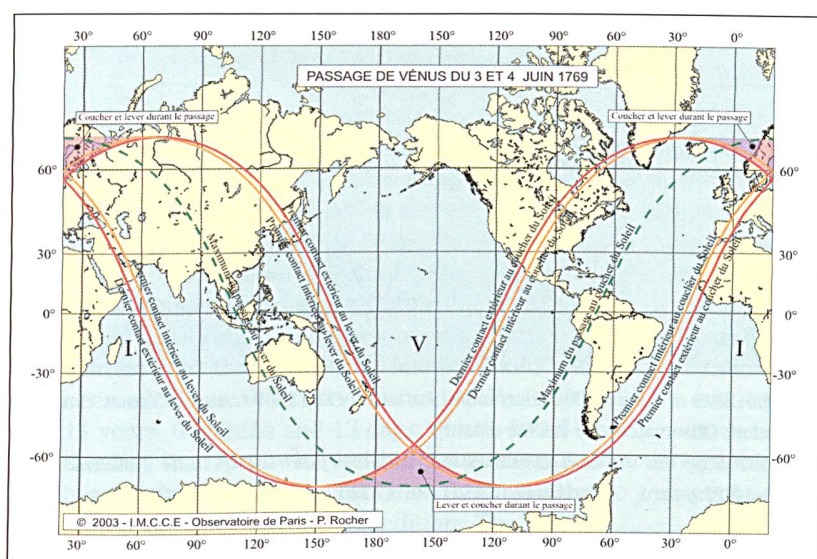 30° 60° 90° 120° 150° 180° 150° 120° 90° 60° 30° 0°
PASSAGE DE VÉNUS DU 3 ET 4 JUIN 1769
Coucher et lever durant le passage
Coucher et lever durant le passage
60°
60°
30°
30°
0°
0°
-30°
-30°
-60°
-60°
Dernier contact intérieur au lever du Soleil
Dernier contact extérieur au lever du Soleil
Maximum du passage au lever du Soleil
Premier contact extérieur au lever du Soleil
Premier contact intérieur au lever du Soleil
Dernier contact extérieur au coucher du Soleil
Dernier contact intérieur au coucher du Soleil
Maximum du passage au coucher du Soleil
Premier contact intérieur au coucher du Soleil
Premier contact extérieur au coucher du Soleil
I
V
I
Lever et coucher durant le passage
© 2003 - I.M.C.C.E - Observatoire de Paris - P. Rocher
30° 60° 90° 120° 150° 180° 150° 120° 90° 60° 30° 0°